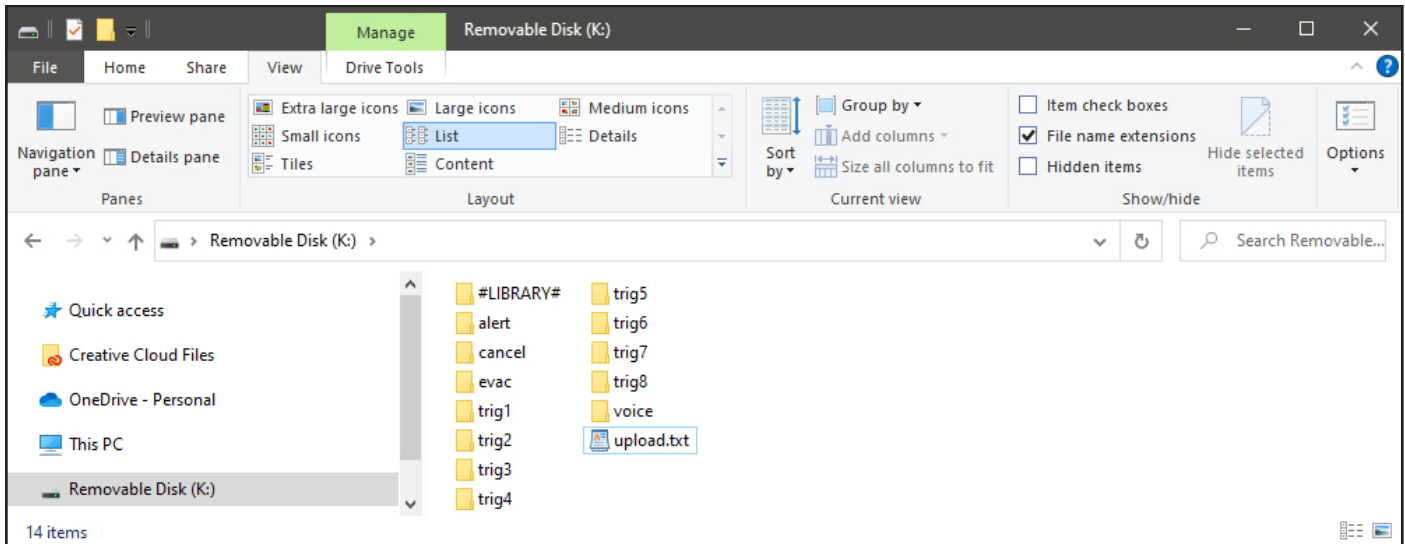 Manage Removable Disk (K:)
File Home Share View Drive Tools
Navigation pane
Preview pane
Details pane
Panes
Extra large icons Large icons Medium icons
Small icons List Details
Tiles Content
Layout
Sort by
Group by
Add columns
Size all columns to fit
Current view
Item check boxes
File name extensions
Hidden items
Hide selected items
Show/hide
Options
Removable Disk (K:)
Search Removable...
Quick access
Creative Cloud Files
OneDrive - Personal
This PC
Removable Disk (K:)
#LIBRARY#
alert
cancel
evac
trig1
trig2
trig3
trig4
trig5
trig6
trig7
trig8
voice
upload.txt
14 items